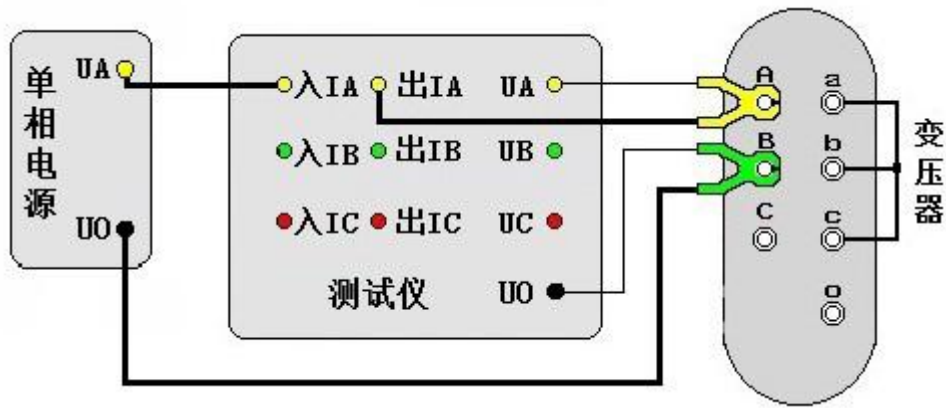 单相电源
UA
UO
入IA 出IA UA
入IB 出IB UB
入IC 出IC UC
测试仪 UO
A a
B b
C c
o
变压器